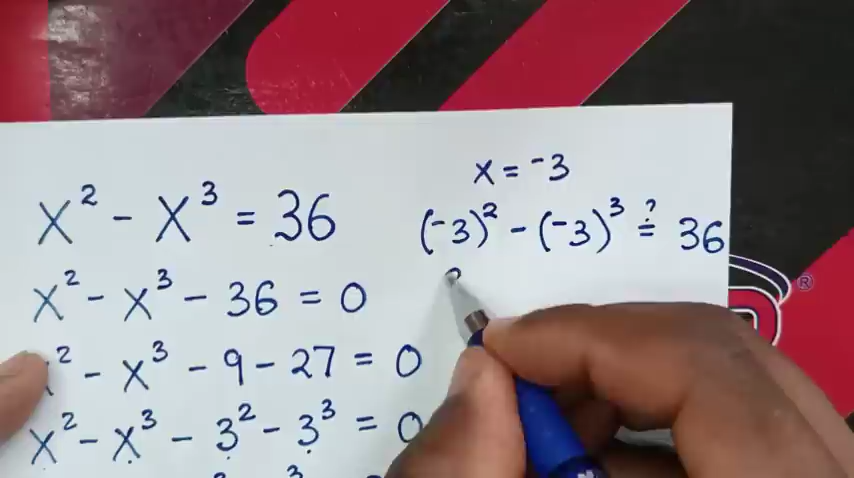 x² - x³ = 36
x² - x³ - 36 = 0
² - x³ - 9 - 27 = 0
x² - x³ - 3² - 3³ = 0
x = -3
(-3)² - (-3)³ ≟ 36
®